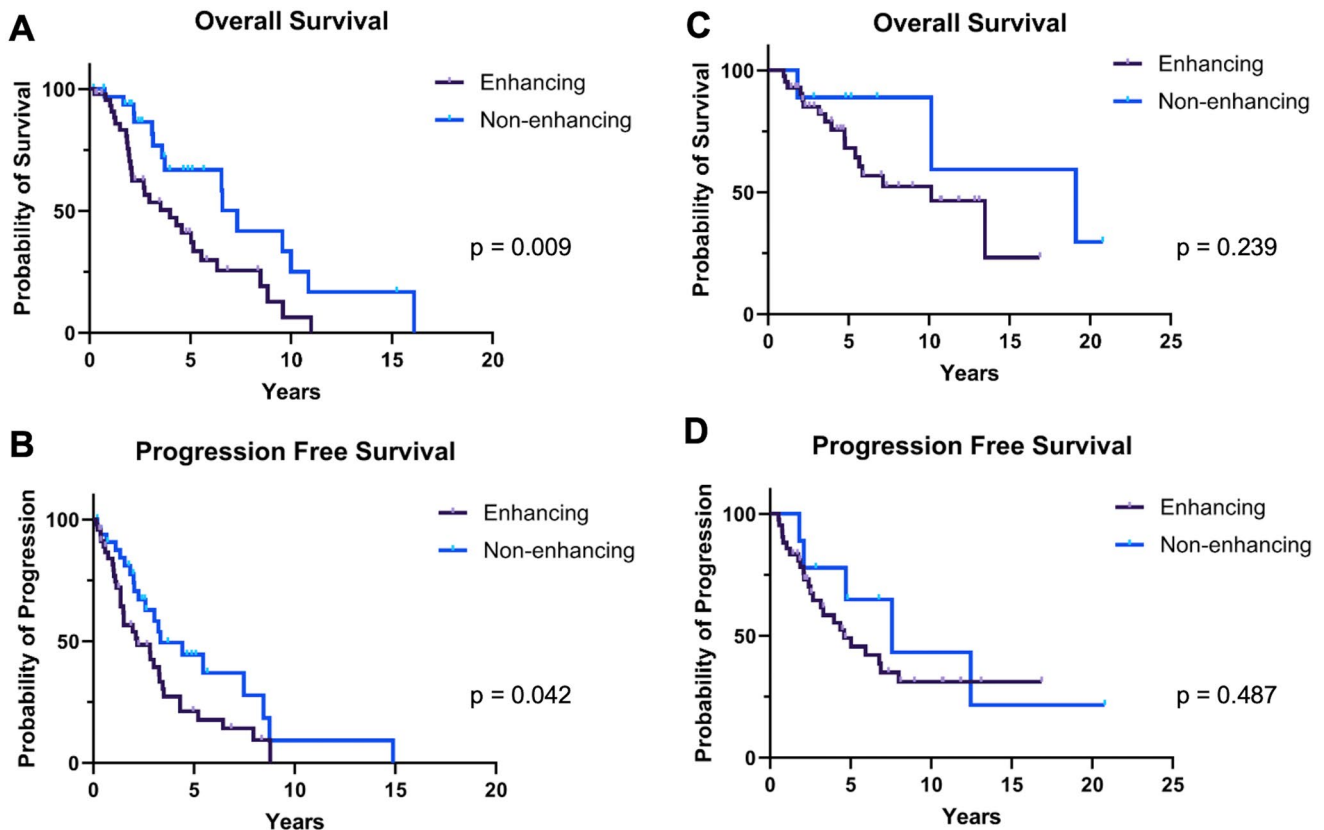 A
Overall Survival
Probability of Survival
100
50
0
0 5 10 15 20
Years
Enhancing
Non-enhancing
p = 0.009
B
Progression Free Survival
Probability of Progression
100
50
0
0 5 10 15 20
Years
Enhancing
Non-enhancing
p = 0.042
C
Overall Survival
Probability of Survival
100
50
0
0 5 10 15 20 25
Years
Enhancing
Non-enhancing
p = 0.239
D
Progression Free Survival
Probability of Progression
100
50
0
0 5 10 15 20 25
Years
Enhancing
Non-enhancing
p = 0.487